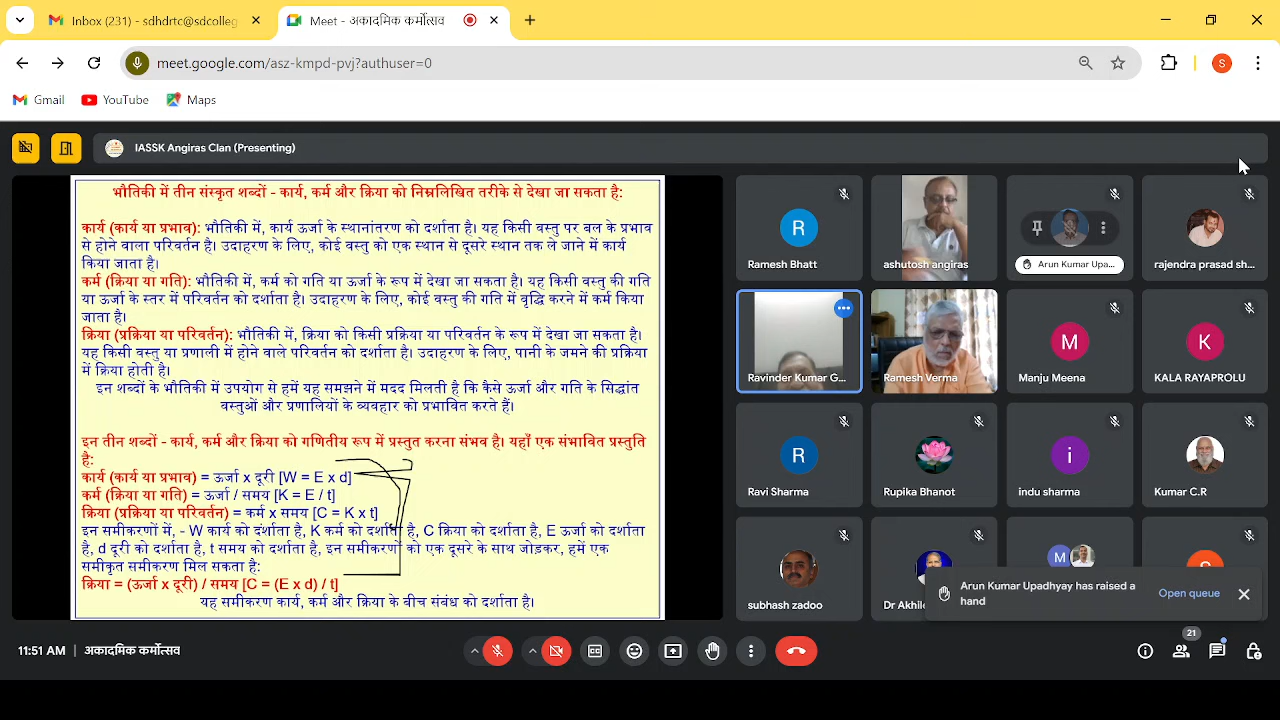 Inbox (231) - sdhdrtc@sdcolleg
Meet - अकादमिक कर्मोत्सव
meet.google.com/asz-kmpd-pvj?authuser=0
S
Gmail
YouTube
Maps
IASSK Angiras Clan (Presenting)
भौतिकी में तीन संस्कृत शब्दों - कार्य, कर्म और क्रिया को निम्नलिखित तरीके से देखा जा सकता है:
कार्य (कार्य या प्रभाव): भौतिकी में, कार्य ऊर्जा के स्थानांतरण को दर्शाता है। यह किसी वस्तु पर बल के प्रभाव
से होने वाला परिवर्तन है। उदाहरण के लिए, कोई वस्तु को एक स्थान से दूसरे स्थान तक ले जाने में कार्य
किया जाता है।
कर्म (क्रिया या गति): भौतिकी में, कर्म को गति या ऊर्जा के रूप में देखा जा सकता है। यह किसी वस्तु की गति
या ऊर्जा के स्तर में परिवर्तन को दर्शाता है। उदाहरण के लिए, कोई वस्तु की गति में वृद्धि करने में कर्म किया
जाता है।
क्रिया (प्रक्रिया या परिवर्तन): भौतिकी में, क्रिया को किसी प्रक्रिया या परिवर्तन के रूप में देखा जा सकता है।
यह किसी वस्तु या प्रणाली में होने वाले परिवर्तन को दर्शाता है। उदाहरण के लिए, पानी के जमने की प्रक्रिया
में क्रिया होती है।
इन शब्दों के भौतिकी में उपयोग से हमें यह समझने में मदद मिलती है कि कैसे ऊर्जा और गति के सिद्धांत
वस्तुओं और प्रणालियों के व्यवहार को प्रभावित करते हैं।
इन तीन शब्दों - कार्य, कर्म और क्रिया को गणितीय रूप में प्रस्तुत करना संभव है। यहाँ एक संभावित प्रस्तुति
है:
कार्य (कार्य या प्रभाव) = ऊर्जा x दूरी [W = E x d]
कर्म (क्रिया या गति) = ऊर्जा / समय [K = E / t]
क्रिया (प्रक्रिया या परिवर्तन) = कर्म x समय [C = K x t]
इन समीकरणों में, - W कार्य को दर्शाता है, K कर्म को दर्शाता है, C क्रिया को दर्शाता है, E ऊर्जा को दर्शाता
है, d दूरी को दर्शाता है, t समय को दर्शाता है, इन समीकरणों को एक दूसरे के साथ जोड़कर, हमें एक
समीकृत समीकरण मिल सकता है:
क्रिया = (ऊर्जा x दूरी) / समय [C = (E x d) / t]
यह समीकरण कार्य, कर्म और क्रिया के बीच संबंध को दर्शाता है।
R
Ramesh Bhatt
ashutosh angiras
Arun Kumar Upa...
rajendra prasad sh...
Ravinder Kumar G...
Ramesh Verma
M
Manju Meena
K
KALA RAYAPROLU
R
Ravi Sharma
Rupika Bhanot
i
indu sharma
Kumar C.R
subhash zadoo
Dr Akhil
M
S
Arun Kumar Upadhyay has raised a
hand
Open queue
11:51 AM
अकादमिक कर्मोत्सव
21